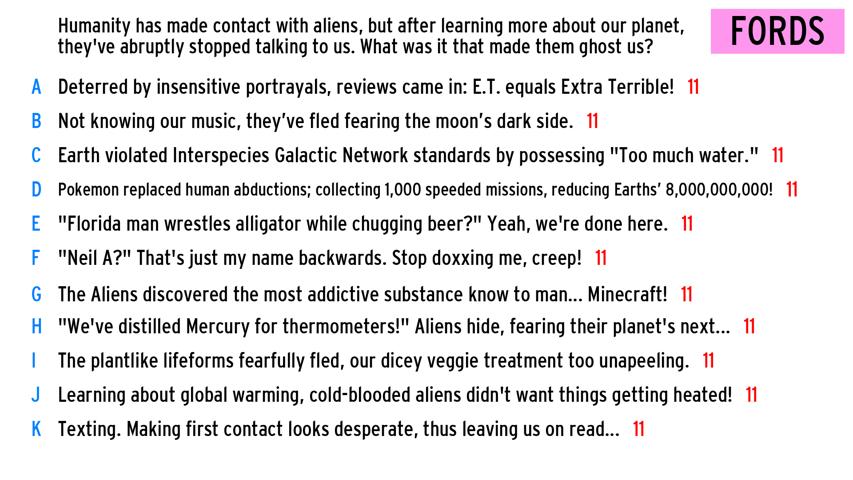 Humanity has made contact with aliens, but after learning more about our planet,
they've abruptly stopped talking to us. What was it that made them ghost us?
FORDS
A Deterred by insensitive portrayals, reviews came in: E.T. equals Extra Terrible! 11
B Not knowing our music, they’ve fled fearing the moon’s dark side. 11
C Earth violated Interspecies Galactic Network standards by possessing "Too much water." 11
D Pokemon replaced human abductions; collecting 1,000 speeded missions, reducing Earths’ 8,000,000,000! 11
E "Florida man wrestles alligator while chugging beer?" Yeah, we're done here. 11
F "Neil A?" That's just my name backwards. Stop doxxing me, creep! 11
G The Aliens discovered the most addictive substance know to man... Minecraft! 11
H "We've distilled Mercury for thermometers!" Aliens hide, fearing their planet's next... 11
I The plantlike lifeforms fearfully fled, our dicey veggie treatment too unapeeling. 11
J Learning about global warming, cold-blooded aliens didn't want things getting heated! 11
K Texting. Making first contact looks desperate, thus leaving us on read... 11